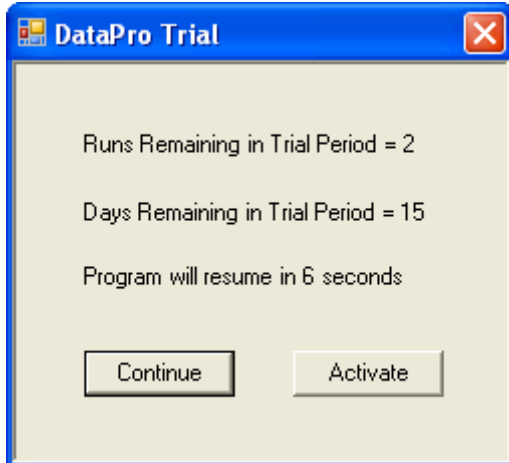 DataPro Trial
Runs Remaining in Trial Period = 2
Days Remaining in Trial Period = 15
Program will resume in 6 seconds
Continue Activate